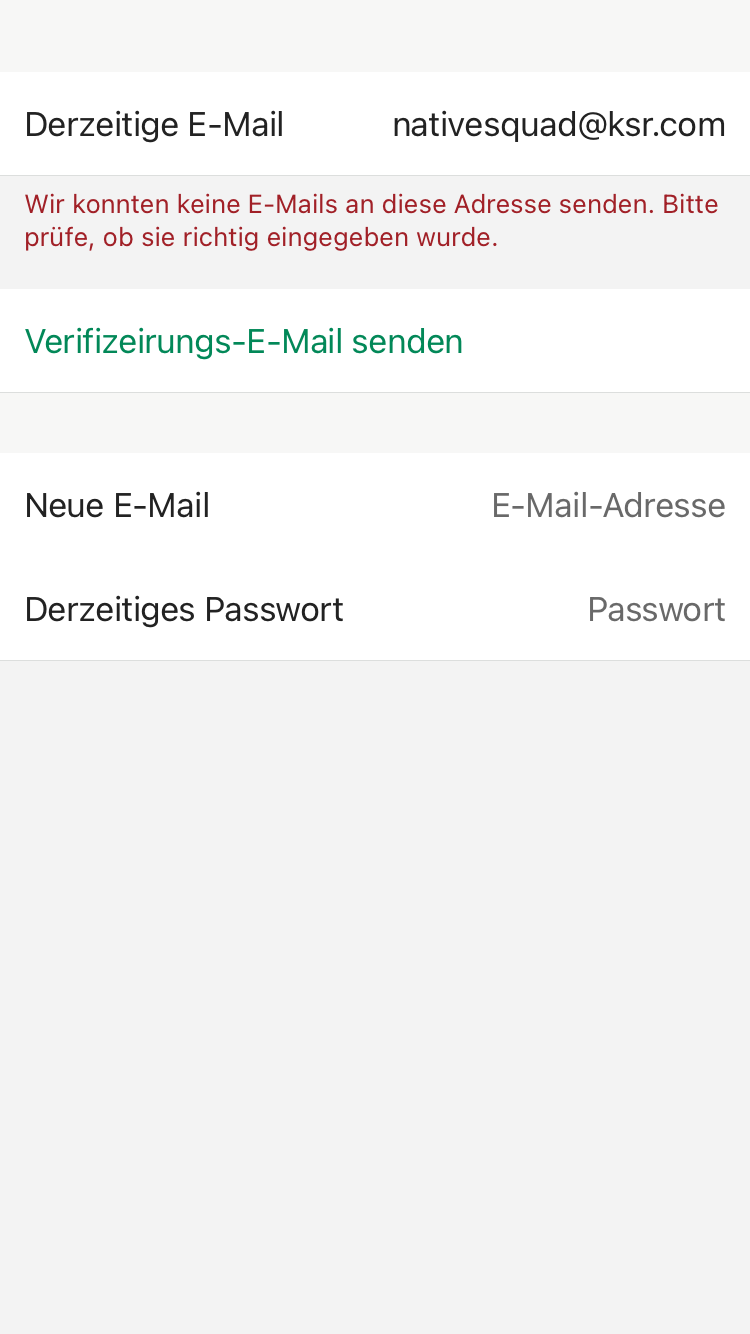 Derzeitige E-Mail nativesquad@ksr.com
Wir konnten keine E-Mails an diese Adresse senden. Bitte
prüfe, ob sie richtig eingegeben wurde.
Verifizeirungs-E-Mail senden
Neue E-Mail E-Mail-Adresse
Derzeitiges Passwort Passwort